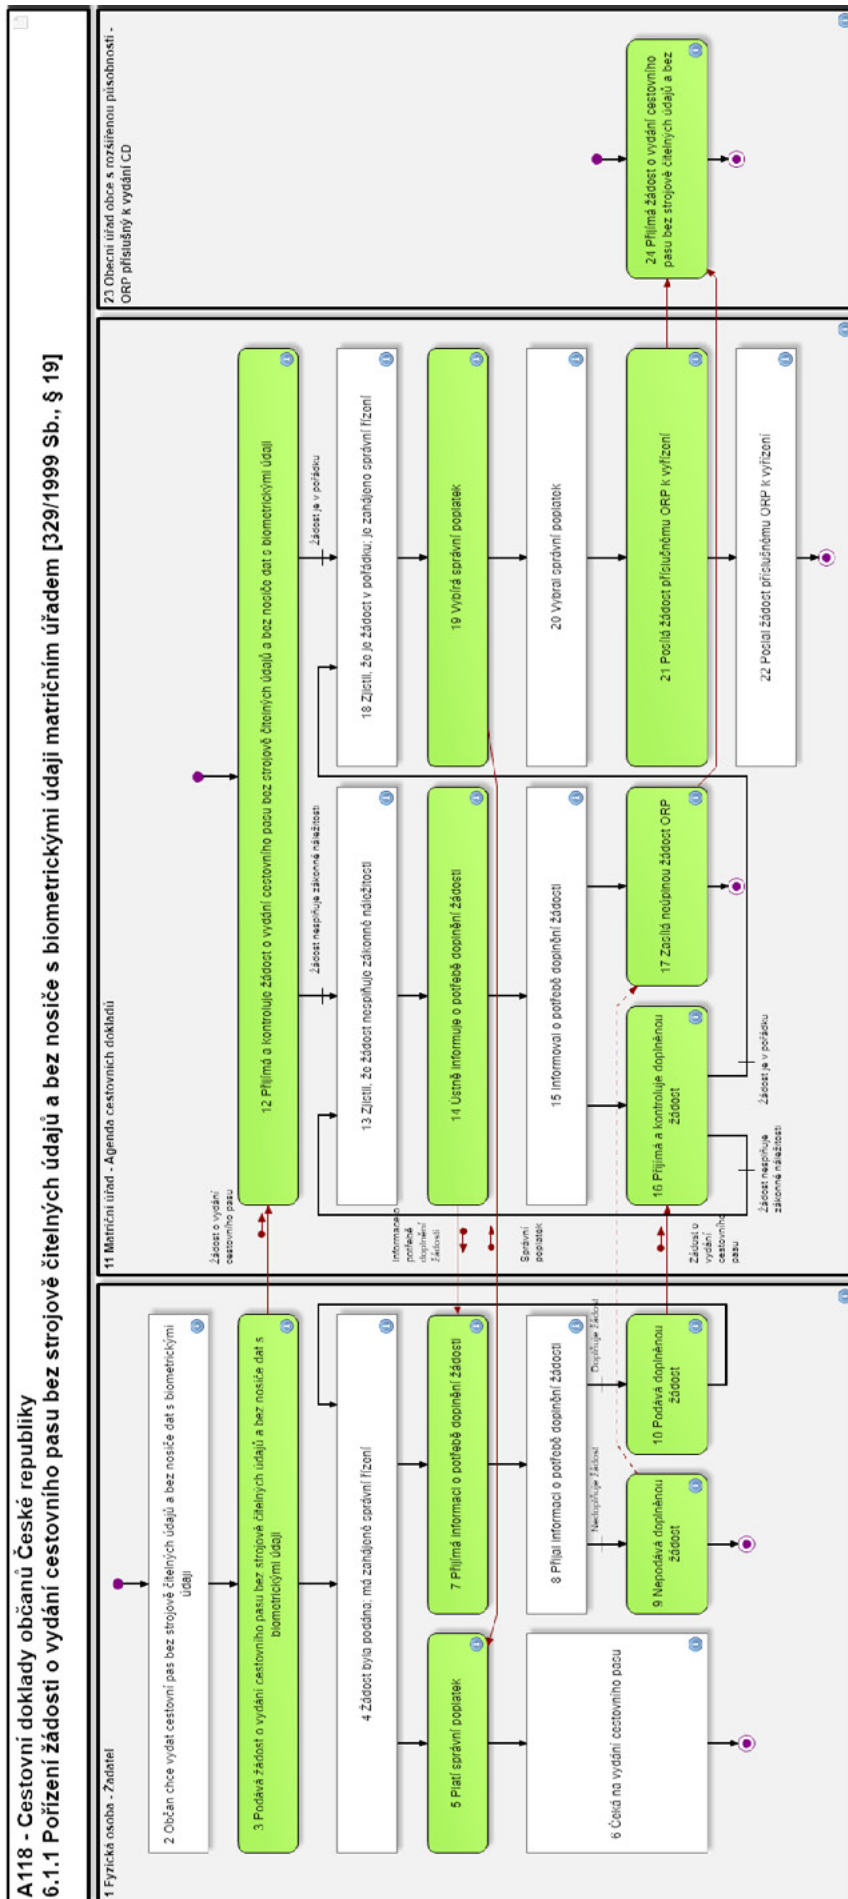 A118 - Cestovní doklady občanů České republiky
6.1.1 Pořízení žádosti o vydání cestovního pasu bez strojově čitelných údajů a bez nosiče s biometrickými údaji matričním úřadem [329/1999 Sb., § 19]
1 Fyzická osoba - Žadatel
2 Občan chce vydat cestovní pas bez strojově čitelných údajů a bez nosiče dat s biometrickými
údaji
3 Podává žádost o vydání cestovního pasu bez strojově čitelných údajů a bez nosiče dat s
biometrickými údaji
4 Žádost byla podána; má zahájeno správní řízení
5 Platí správní poplatek
7 Přijímá informaci o potřebě doplnění žádosti
6 Čeká na vydání cestovního pasu
8 Přijal informaci o potřebě doplnění žádosti
Nedoplňuje žádost
Doplňuje žádost
9 Nepodává doplněnou
žádost
10 Podává doplněnou
žádost
11 Matriční úřad - Agenda cestovních dokladů
Žádost o vydání
cestovního pasu
12 Přijímá a kontroluje žádost o vydání cestovního pasu bez strojově čitelných údajů a bez nosiče dat s biometrickými údaji
Žádost nesplňuje zákonné náležitosti
Žádost je v pořádku
13 Zjistil, že žádost nesplňuje zákonné náležitosti
18 Zjistil, že je žádost v pořádku; je zahájeno správní řízení
Informace o
potřebě
doplnění
žádosti
14 Ústně informuje o potřebě doplnění žádosti
19 Vybírá správní poplatek
Správní
poplatek
15 Informoval o potřebě doplnění žádosti
20 Vybral správní poplatek
16 Přijímá a kontroluje doplněnou
žádost
17 Zasílá neúplnou žádost ORP
21 Posílá žádost příslušnému ORP k vyřízení
Žádost o
vydání
cestovního
pasu
Žádost nesplňuje
zákonné náležitosti
Žádost je v pořádku
22 Poslal žádost příslušnému ORP k vyřízení
23 Obecní úřad obce s rozšířenou působností -
ORP příslušný k vydání CD
24 Přijímá žádost o vydání cestovního
pasu bez strojově čitelných údajů a bez